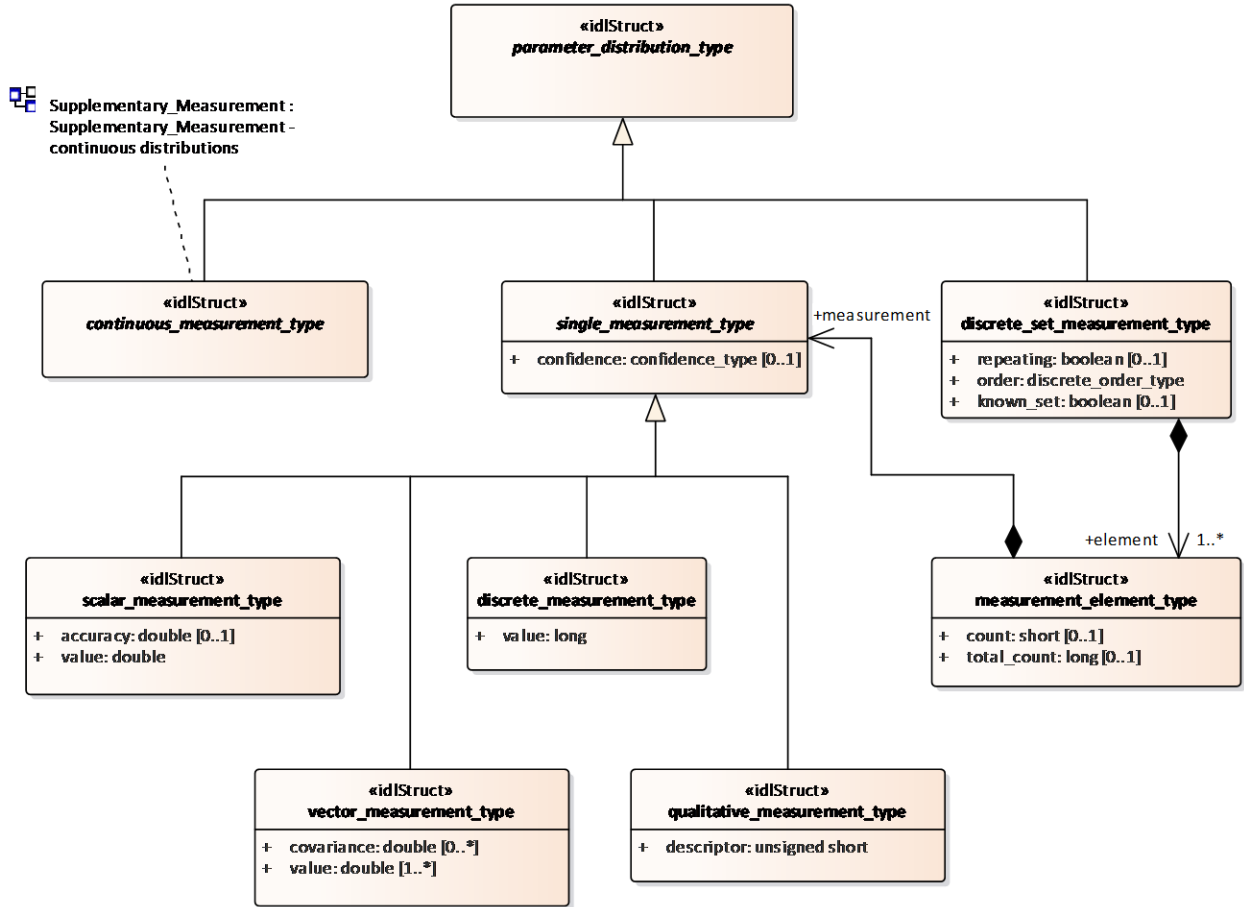 «idlStruct»
parameter_distribution_type
Supplementary_Measurement :
Supplementary_Measurement -
continuous distributions
«idlStruct»
continuous_measurement_type
«idlStruct»
single_measurement_type
+ confidence: confidence_type [0..1]
+measurement
«idlStruct»
discrete_set_measurement_type
+ repeating: boolean [0..1]
+ order: discrete_order_type
+ known_set: boolean [0..1]
+element 1..*
«idlStruct»
scalar_measurement_type
+ accuracy: double [0..1]
+ value: double
«idlStruct»
discrete_measurement_type
+ value: long
«idlStruct»
measurement_element_type
+ count: short [0..1]
+ total_count: long [0..1]
«idlStruct»
vector_measurement_type
+ covariance: double [0..*]
+ value: double [1..*]
«idlStruct»
qualitative_measurement_type
+ descriptor: unsigned short